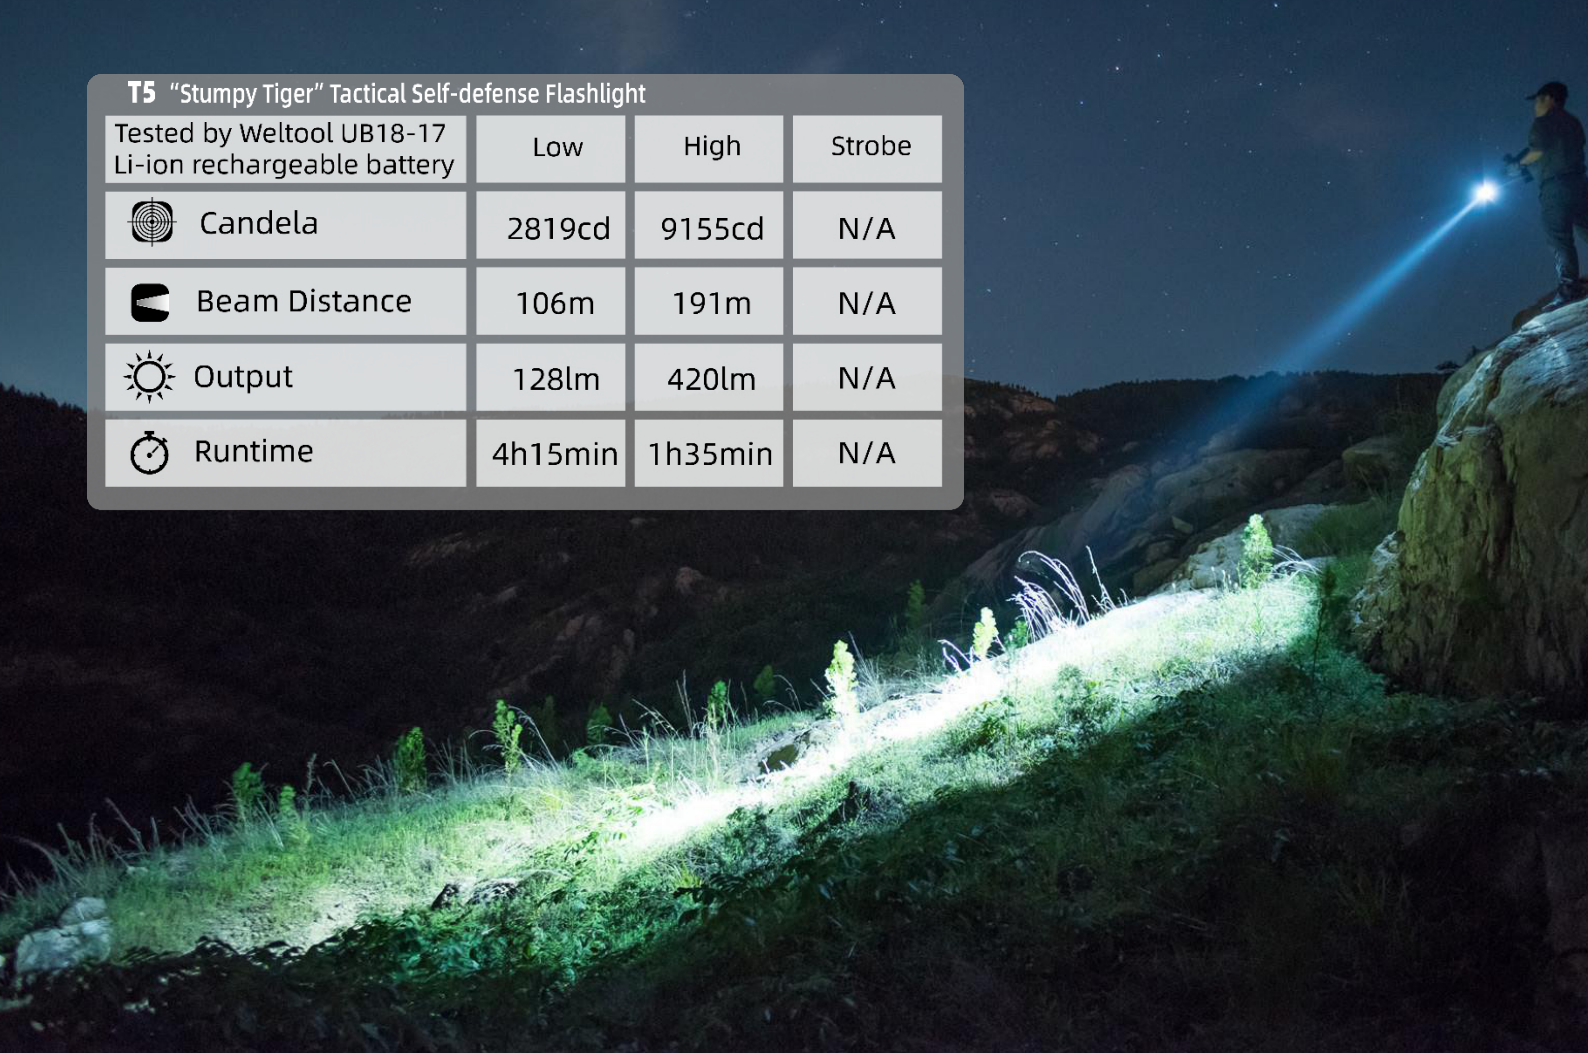 T5 “Stumpy Tiger” Tactical Self-defense Flashlight
Tested by Weltool UB18-17
Li-ion rechargeable battery
Low High Strobe
Candela 2819cd 9155cd N/A
Beam Distance 106m 191m N/A
Output 128lm 420lm N/A
Runtime 4h15min 1h35min N/A